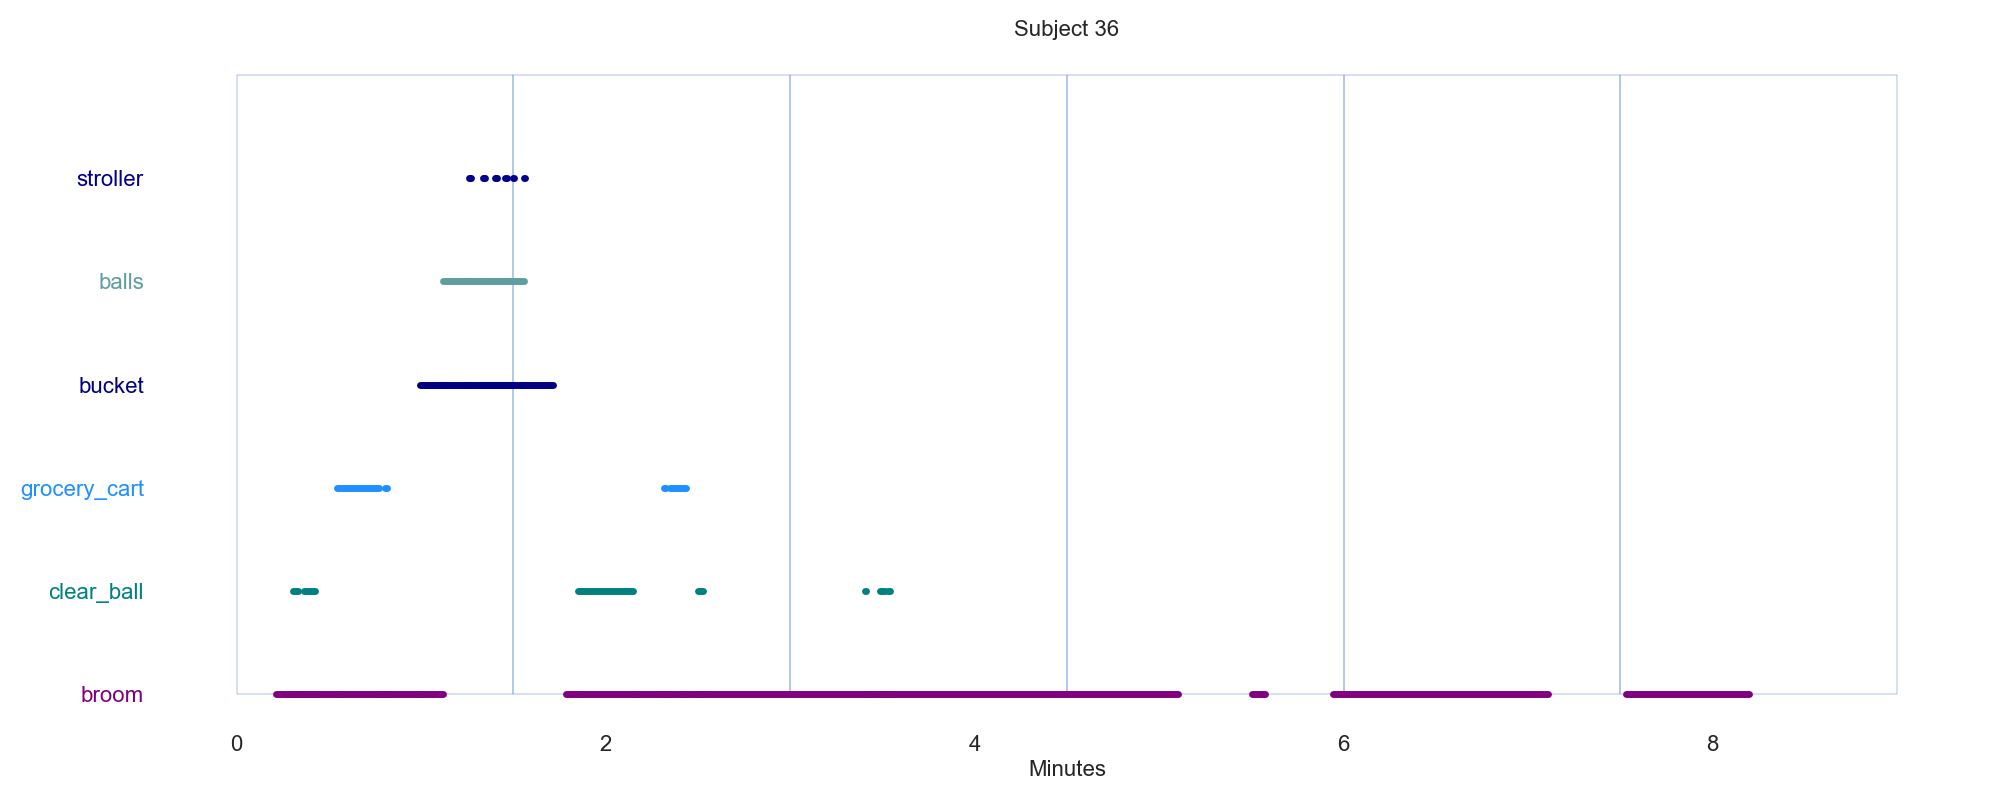 Subject 36
stroller
balls
bucket
grocery_cart
clear_ball
broom
0 2 4 6 8
Minutes